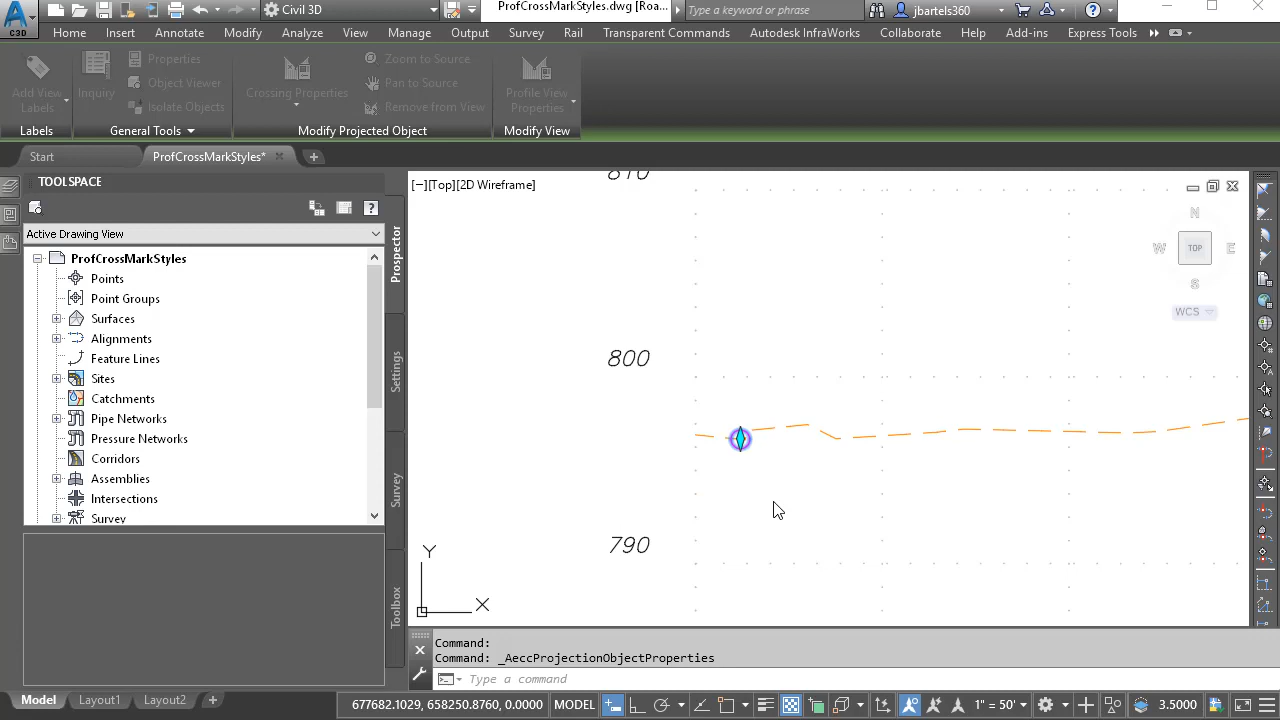 C3D
Civil 3D
ProfCrossMarkStyles.dwg [Roa...
Type a keyword or phrase
jbartels360
Home Insert Annotate Modify Analyze View Manage Output Survey Rail Transparent Commands Autodesk InfraWorks Collaborate Help Add-ins Express Tools
Add View
Labels
Inquiry
Properties
Object Viewer
Isolate Objects
Crossing Properties
Zoom to Source
Pan to Source
Remove from View
Profile View
Properties
Labels
General Tools
Modify Projected Object
Modify View
Start
ProfCrossMarkStyles*
TOOLSPACE
Active Drawing View
ProfCrossMarkStyles
Points
Point Groups
Surfaces
Alignments
Feature Lines
Sites
Catchments
Pipe Networks
Pressure Networks
Corridors
Assemblies
Intersections
Survey
Prospector
Settings
Survey
Toolbox
[−][Top][2D Wireframe]
810
800
790
N
W
TOP
E
S
WCS
Y
X
Command:
Command: _AeccProjectionObjectProperties
Type a command
Model Layout1 Layout2
677682.1029, 658250.8760, 0.0000
MODEL
1" = 50'
3.5000